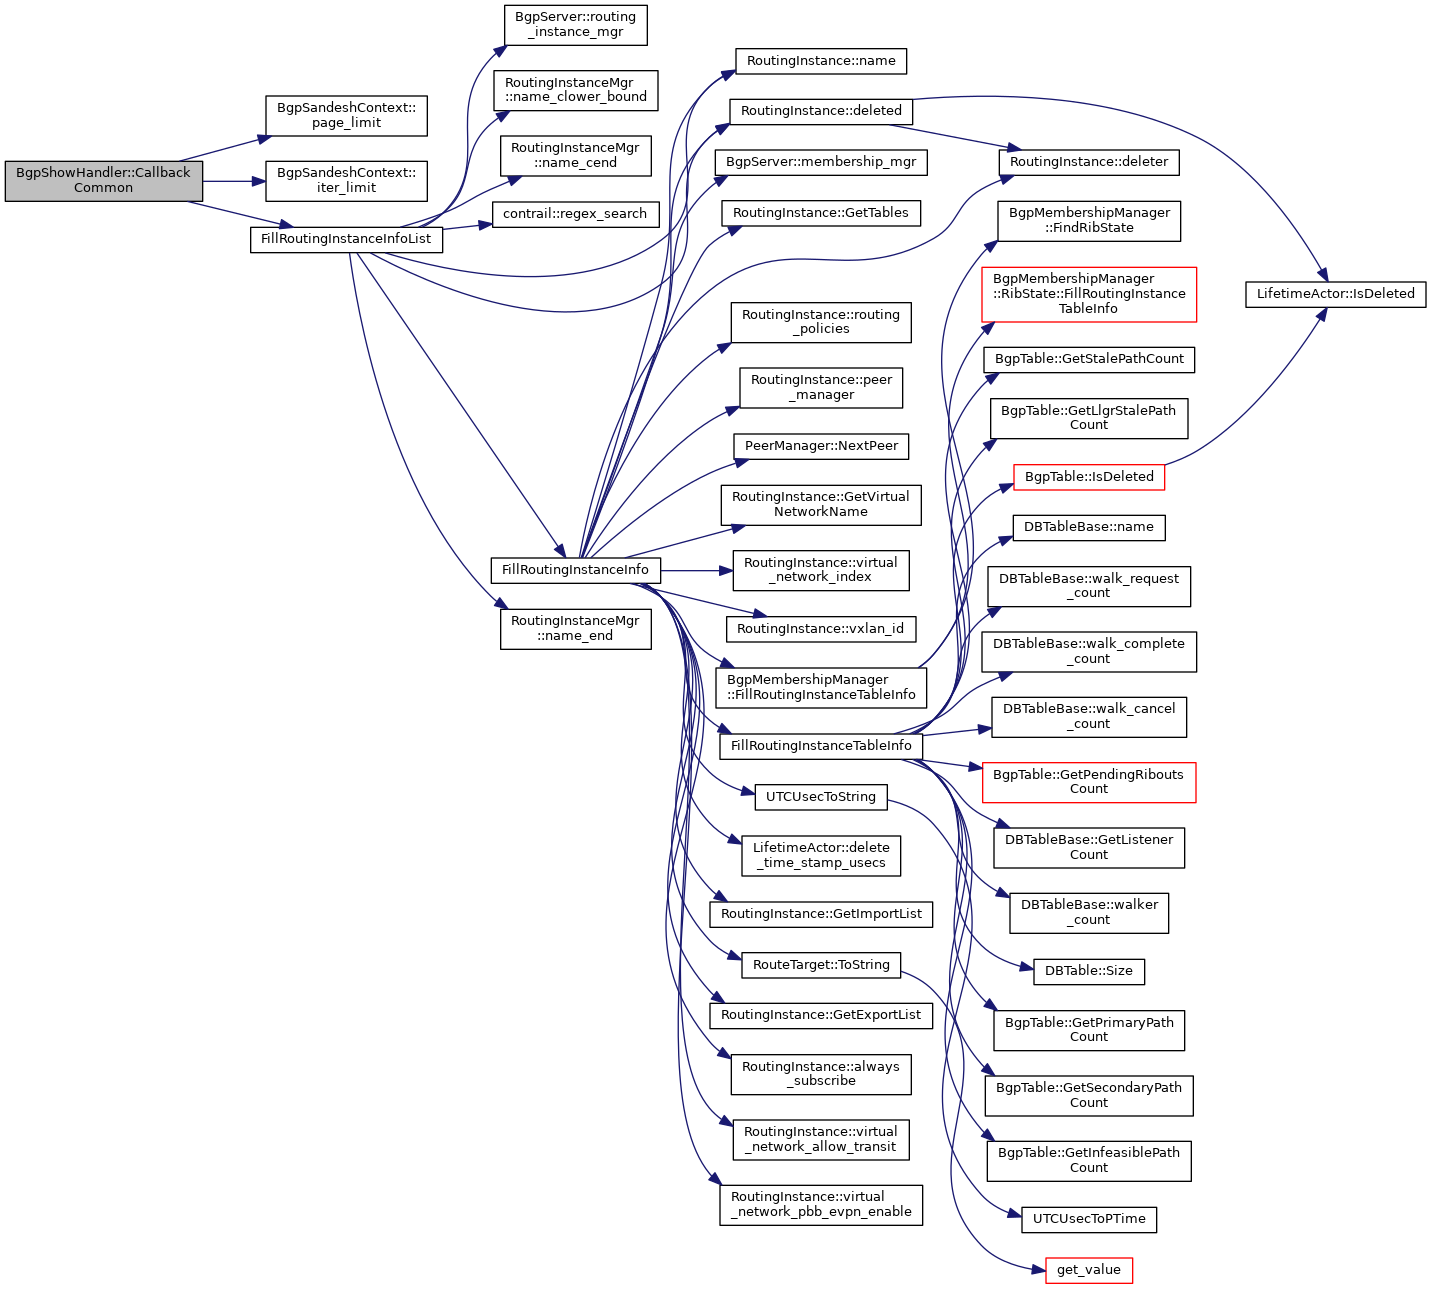 BgpShowHandler::Callback
Common
BgpSandeshContext::
page_limit
BgpSandeshContext::
iter_limit
FillRoutingInstanceInfoList
BgpServer::routing
_instance_mgr
RoutingInstanceMgr
::name_clower_bound
RoutingInstanceMgr
::name_cend
contrail::regex_search
FillRoutingInstanceInfo
RoutingInstanceMgr
::name_end
RoutingInstance::name
RoutingInstance::deleted
BgpServer::membership_mgr
RoutingInstance::GetTables
RoutingInstance::routing
_policies
RoutingInstance::peer
_manager
PeerManager::NextPeer
RoutingInstance::GetVirtual
NetworkName
RoutingInstance::virtual
_network_index
RoutingInstance::vxlan_id
BgpMembershipManager
::FillRoutingInstanceTableInfo
FillRoutingInstanceTableInfo
UTCUsecToString
LifetimeActor::delete
_time_stamp_usecs
RoutingInstance::GetImportList
RouteTarget::ToString
RoutingInstance::GetExportList
RoutingInstance::always
_subscribe
RoutingInstance::virtual
_network_allow_transit
RoutingInstance::virtual
_network_pbb_evpn_enable
RoutingInstance::deleter
BgpMembershipManager
::FindRibState
BgpMembershipManager
::RibState::FillRoutingInstance
TableInfo
BgpTable::GetStalePathCount
BgpTable::GetLlgrStalePath
Count
BgpTable::IsDeleted
DBTableBase::name
DBTableBase::walk_request
_count
DBTableBase::walk_complete
_count
DBTableBase::walk_cancel
_count
BgpTable::GetPendingRibouts
Count
DBTableBase::GetListener
Count
DBTableBase::walker
_count
DBTable::Size
BgpTable::GetPrimaryPath
Count
BgpTable::GetSecondaryPath
Count
BgpTable::GetInfeasiblePath
Count
UTCUsecToPTime
get_value
LifetimeActor::IsDeleted